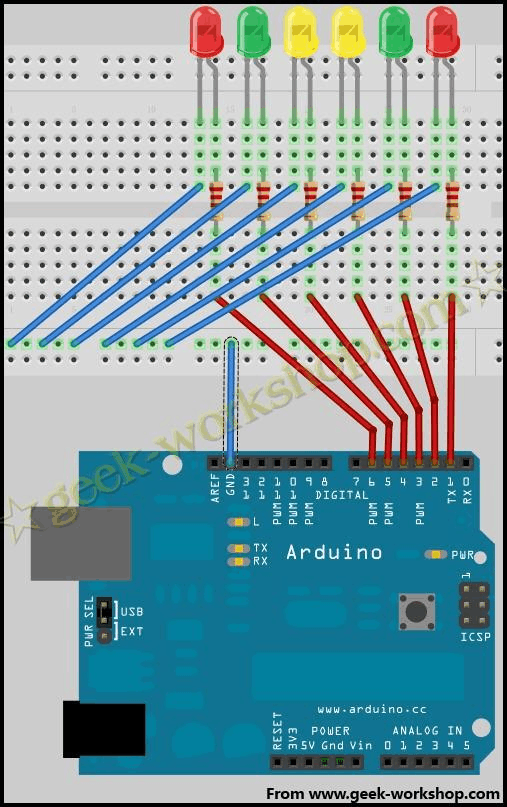 1 5 10 15 20 25 30
geek-workshop.com
AREF GND 13 12 PWM 11 PWM 10 PWM 9 8
7 PWM 6 PWM 5 4 PWM 3 2 TX 1 RX 0
DIGITAL
L
TX
RX
Arduino
PWR
1
PWR SEL
USB
EXT
ICSP
www.arduino.cc
POWER ANALOG IN
RESET 3V3 5V Gnd Vin 0 1 2 3 4 5
From www.geek-workshop.com